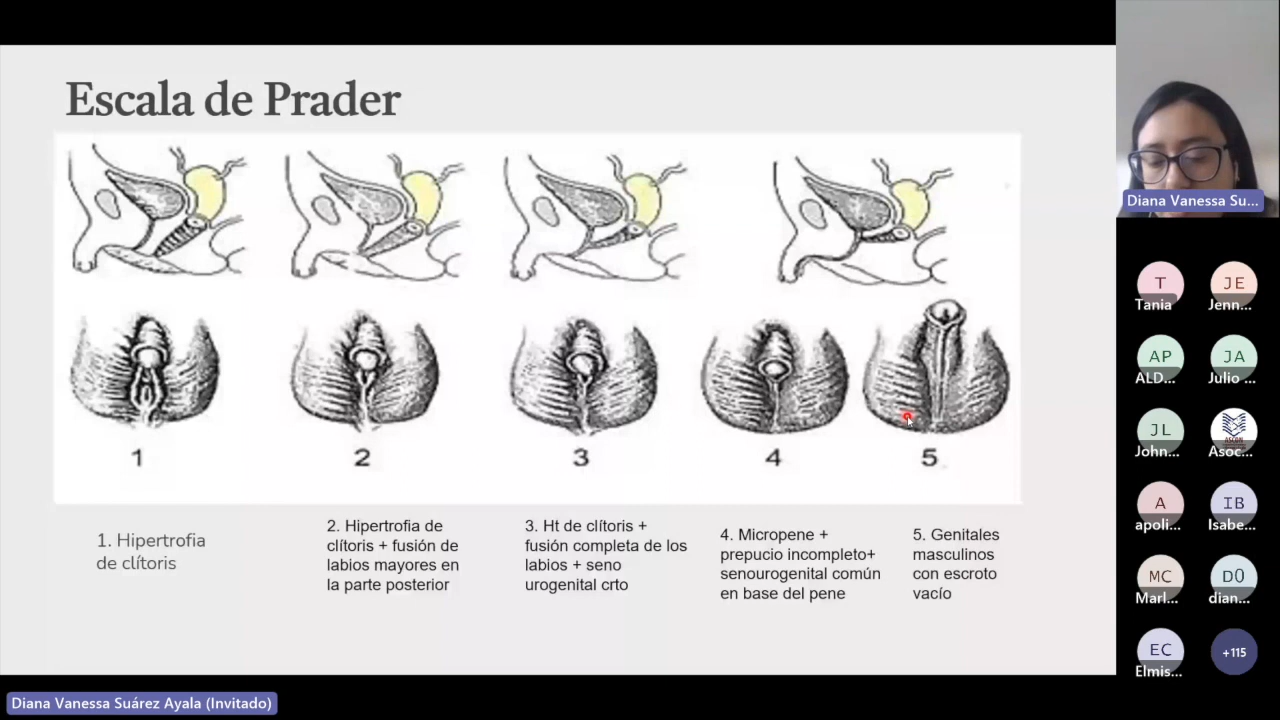 Escala de Prader
1
2
3
4
5
1. Hipertrofia
de clítoris
2. Hipertrofia de
clítoris + fusión de
labios mayores en
la parte posterior
3. Ht de clítoris +
fusión completa de los
labios + seno
urogenital crto
4. Micropene +
prepucio incompleto+
senourogenital común
en base del pene
5. Genitales
masculinos
con escroto
vacío
Diana Vanessa Su...
T
Tania
JE
Jenn...
AP
ALD...
JA
Julio ...
JL
John...
ASCON
Asoc...
A
apoli...
IB
Isabe...
MC
Marl...
D0
dian...
EC
Elmis...
+115
Diana Vanessa Suárez Ayala (Invitado)